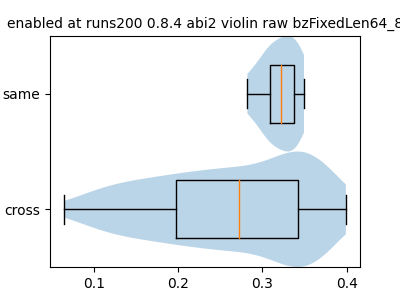 enabled at runs200 0.8.4 abi2 violin raw bzFixedLen64_8
same
cross
0.1 0.2 0.3 0.4